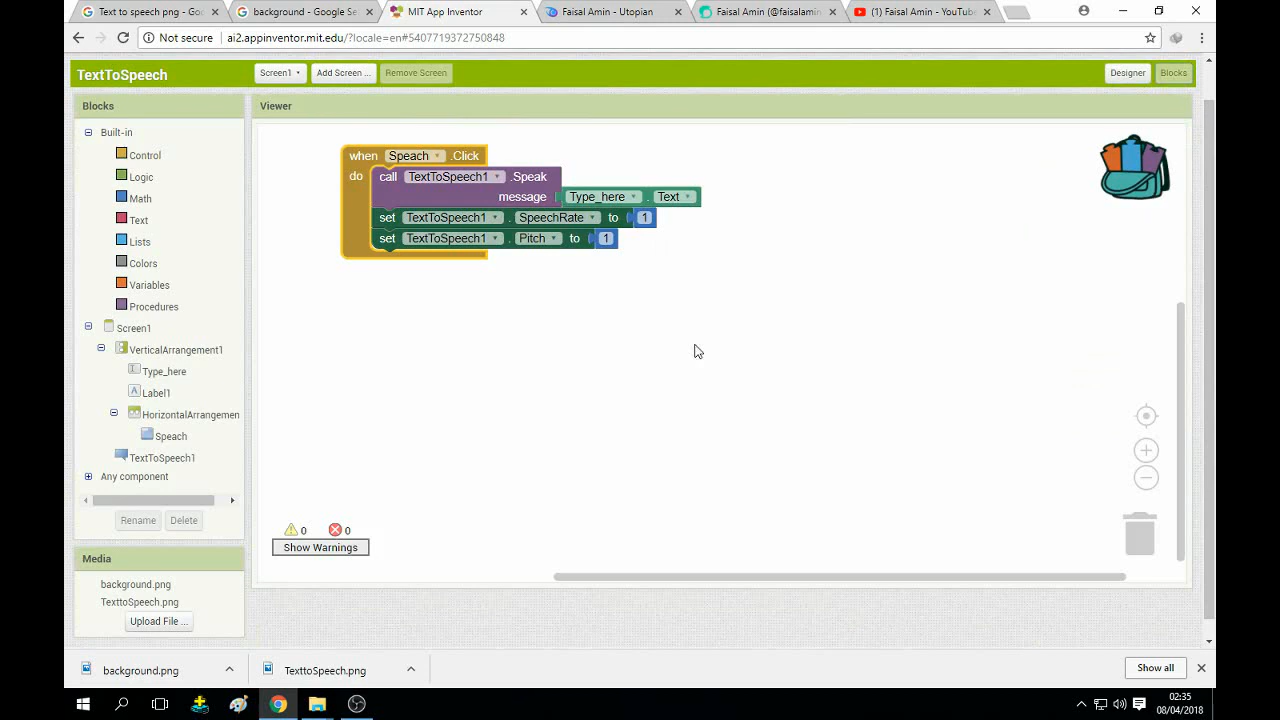 Text to speech png - Gou
background - Google Se
MIT App Inventor
Faisal Amin - Utopian
Faisal Amin (@faisalamin
(1) Faisal Amin - YouTube
Not secure
ai2.appinventor.mit.edu/?locale=en#5407719372750848
TextToSpeech
Screen1
Add Screen ...
Remove Screen
Designer
Blocks
Blocks
Viewer
Built-in
Control
Logic
Math
Text
Lists
Colors
Variables
Procedures
Screen1
VerticalArrangement1
Type_here
Label1
HorizontalArrangemen
Speach
TextToSpeech1
Any component
Rename
Delete
Media
background.png
TexttoSpeech.png
Upload File ...
when Speach .Click
do call TextToSpeech1 .Speak
message Type_here . Text
set TextToSpeech1 . SpeechRate to 1
set TextToSpeech1 . Pitch to 1
0 0
Show Warnings
background.png
TexttoSpeech.png
Show all
02:35
08/04/2018